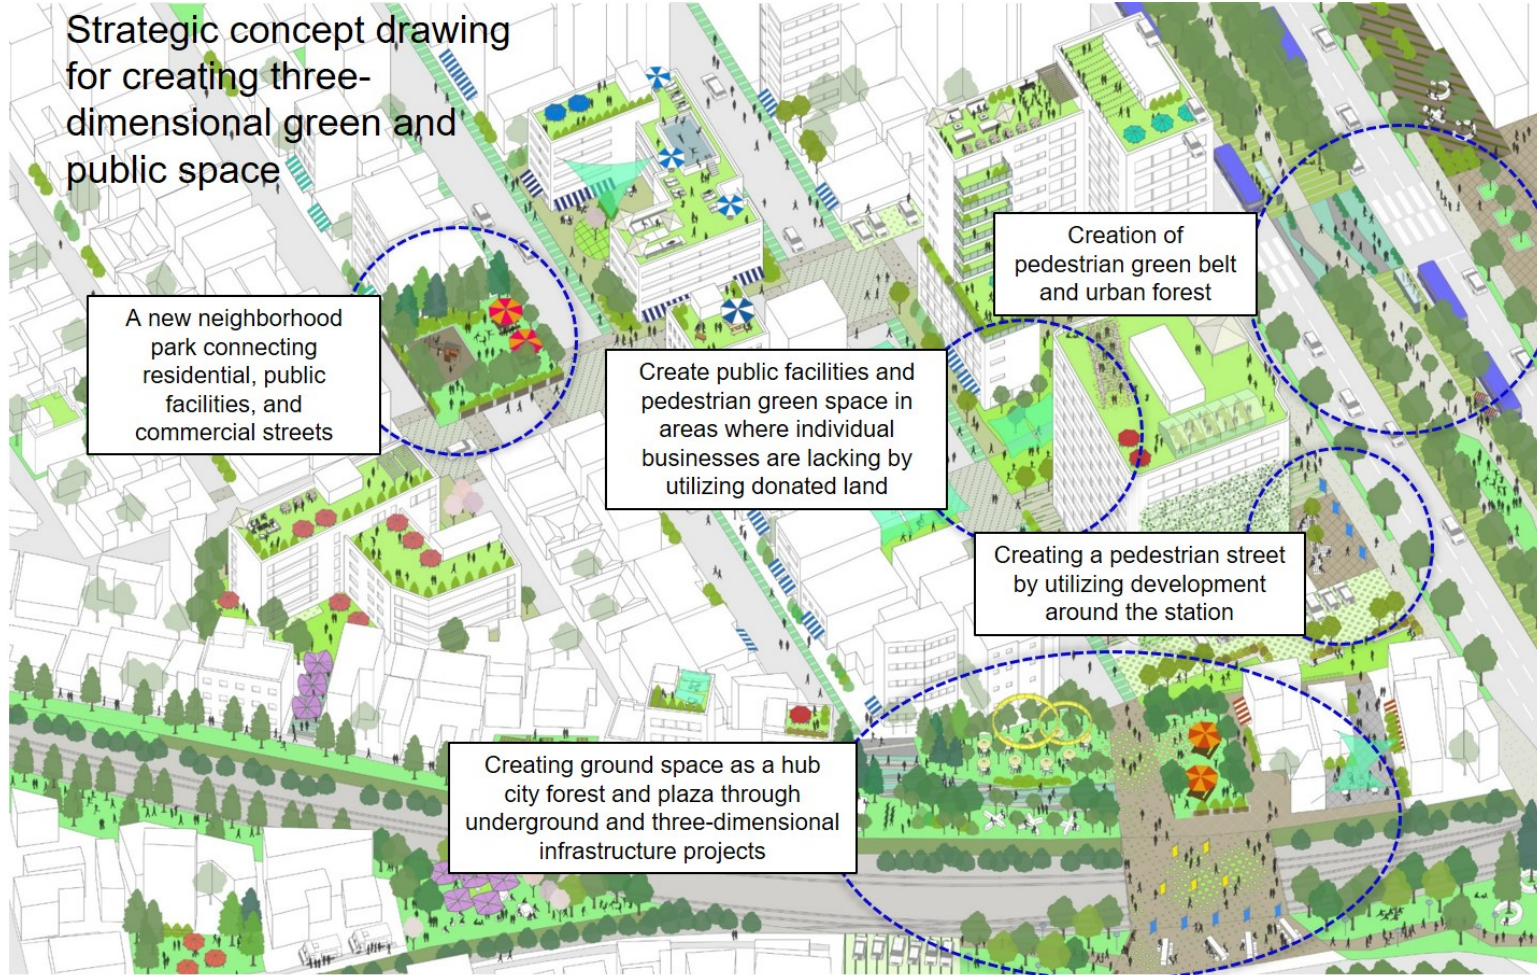 Strategic concept drawing
for creating three-
dimensional green and
public space
Creation of
pedestrian green belt
and urban forest
A new neighborhood
park connecting
residential, public
facilities, and
commercial streets
Create public facilities and
pedestrian green space in
areas where individual
businesses are lacking by
utilizing donated land
Creating a pedestrian street
by utilizing development
around the station
Creating ground space as a hub
city forest and plaza through
underground and three-dimensional
infrastructure projects